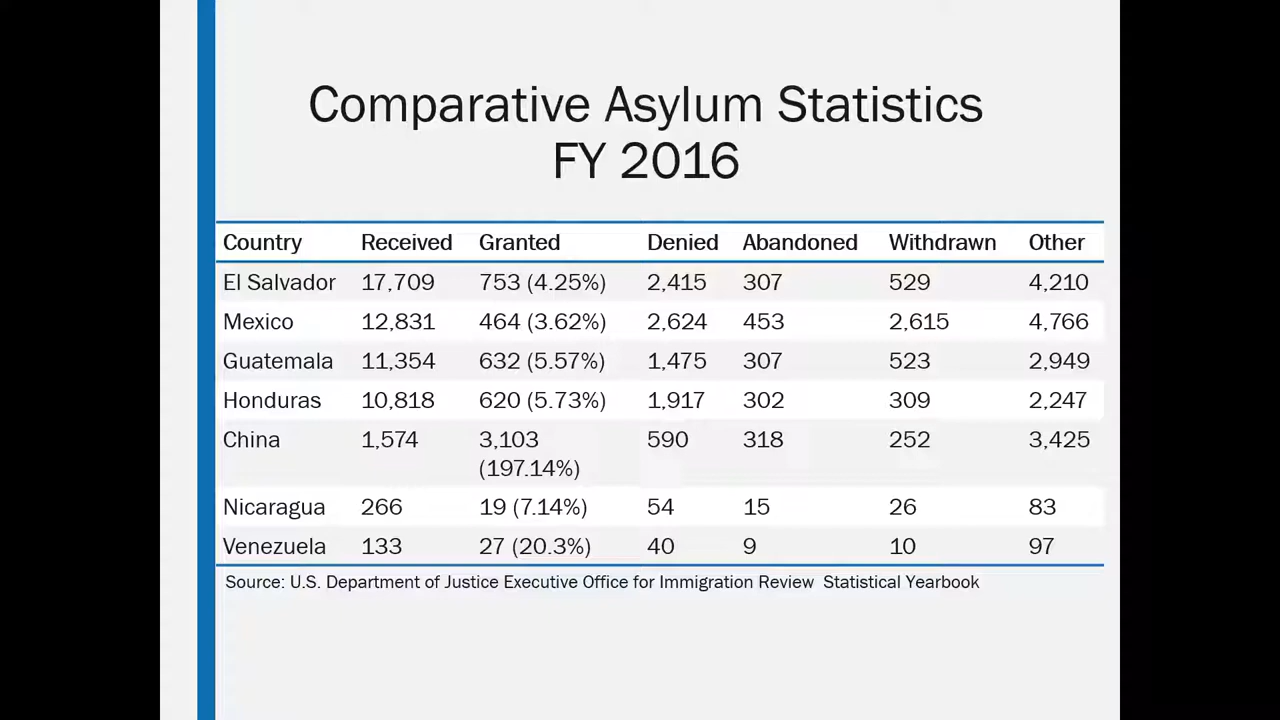 Comparative Asylum Statistics
FY 2016
Country Received Granted Denied Abandoned Withdrawn Other
El Salvador 17,709 753 (4.25%) 2,415 307 529 4,210
Mexico 12,831 464 (3.62%) 2,624 453 2,615 4,766
Guatemala 11,354 632 (5.57%) 1,475 307 523 2,949
Honduras 10,818 620 (5.73%) 1,917 302 309 2,247
China 1,574 3,103 590 318 252 3,425
(197.14%)
Nicaragua 266 19 (7.14%) 54 15 26 83
Venezuela 133 27 (20.3%) 40 9 10 97
Source: U.S. Department of Justice Executive Office for Immigration Review Statistical Yearbook